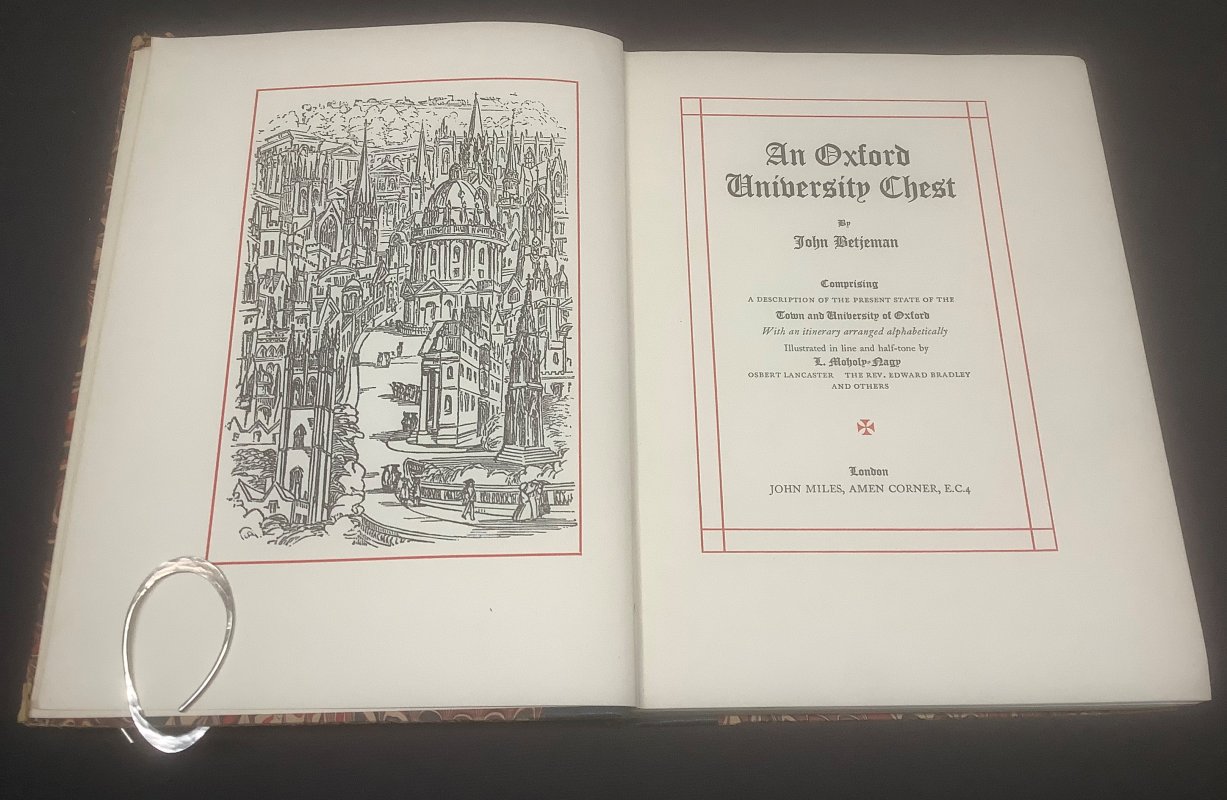 An Oxford
University Chest
By
John Betjeman
Comprising
A DESCRIPTION OF THE PRESENT STATE OF THE
Town and University of Oxford
With an itinerary arranged alphabetically
Illustrated in line and half-tone by
L. Moholy-Nagy
OSBERT LANCASTER THE REV. EDWARD BRADLEY
AND OTHERS
London
JOHN MILES, AMEN CORNER, E.C.4